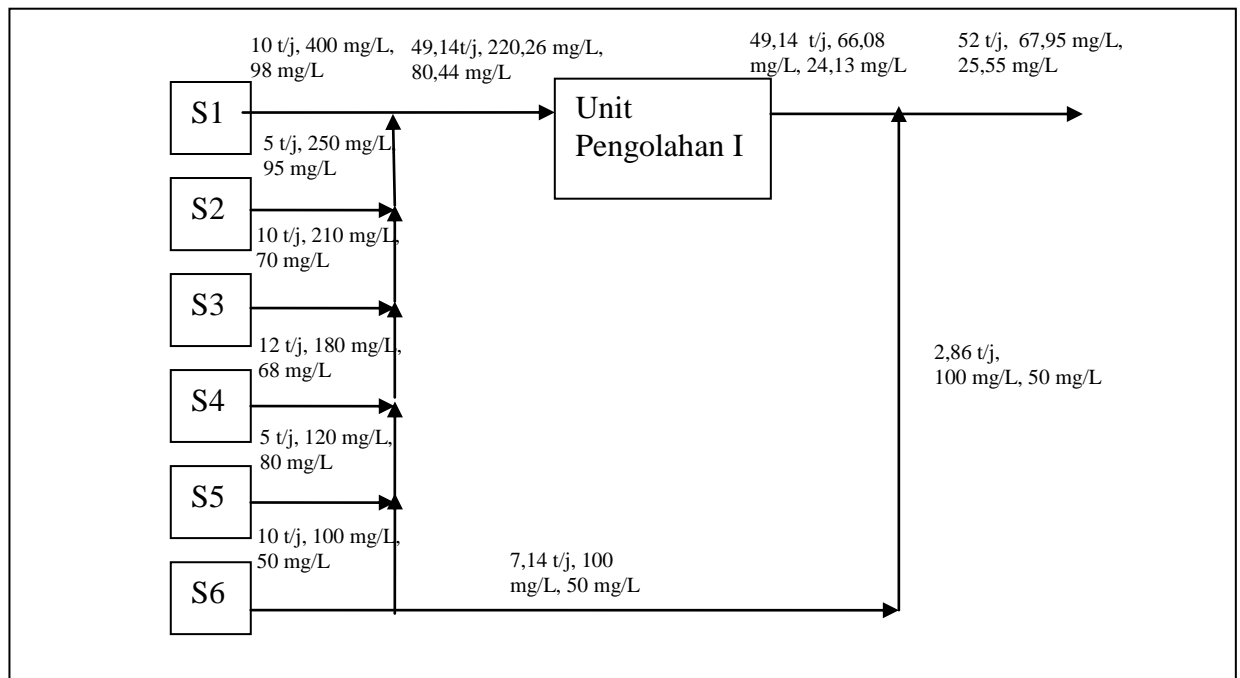 10 t/j, 400 mg/L,
98 mg/L
49,14t/j, 220,26 mg/L,
80,44 mg/L
49,14 t/j, 66,08
mg/L, 24,13 mg/L
52 t/j, 67,95 mg/L,
25,55 mg/L
S1
Unit
Pengolahan I
5 t/j, 250 mg/L,
95 mg/L
S2
10 t/j, 210 mg/L,
70 mg/L
S3
12 t/j, 180 mg/L,
68 mg/L
2,86 t/j,
100 mg/L, 50 mg/L
S4
5 t/j, 120 mg/L,
80 mg/L
S5
10 t/j, 100 mg/L,
50 mg/L
7,14 t/j, 100
mg/L, 50 mg/L
S6